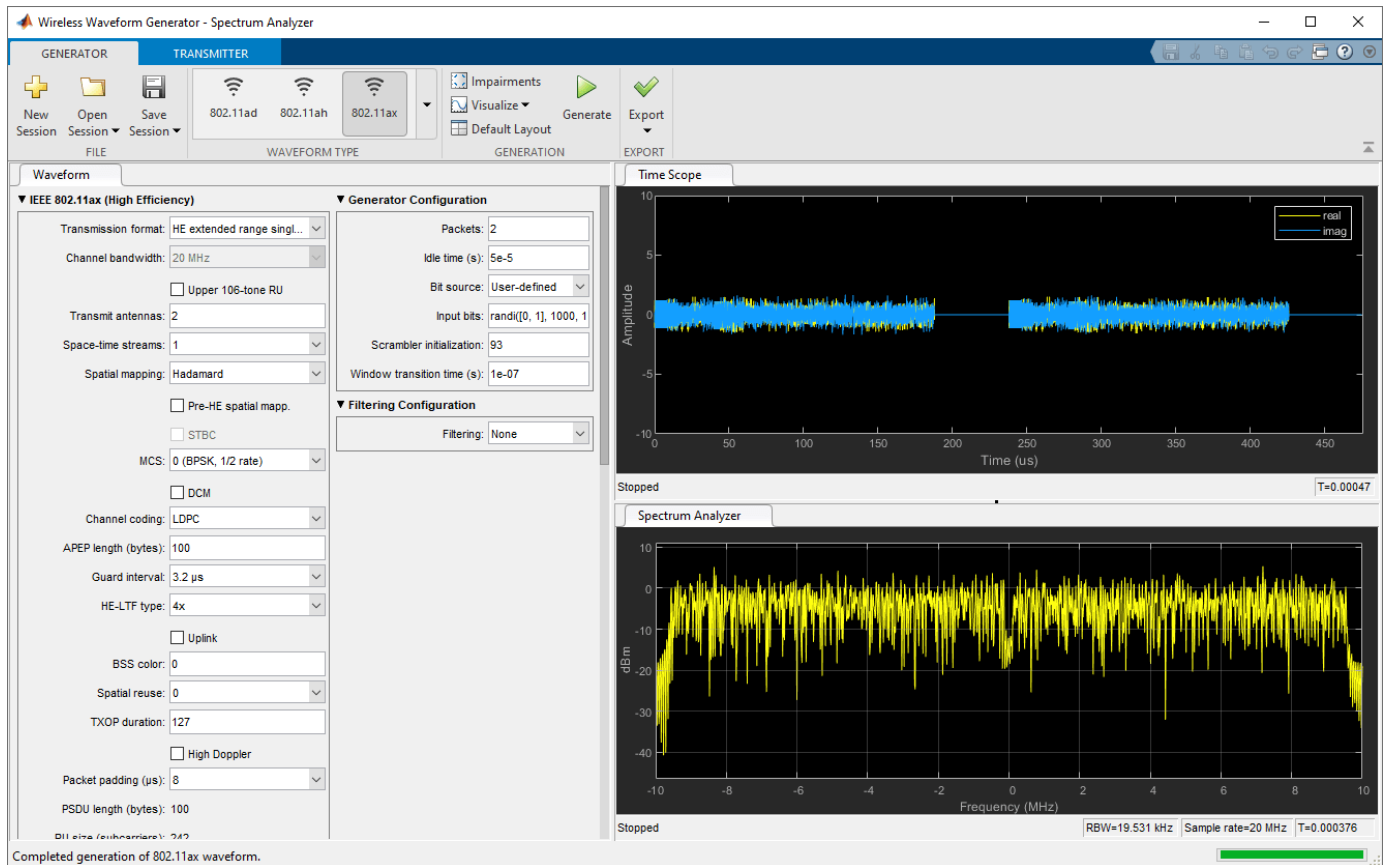 Wireless Waveform Generator - Spectrum Analyzer
GENERATOR
TRANSMITTER
New Session
Open Session
Save Session
FILE
802.11ad
802.11ah
802.11ax
WAVEFORM TYPE
Impairments
Visualize
Default Layout
Generate
GENERATION
Export
EXPORT
Waveform
IEEE 802.11ax (High Efficiency)
Transmission format: HE extended range singl...
Channel bandwidth: 20 MHz
Upper 106-tone RU
Transmit antennas: 2
Space-time streams: 1
Spatial mapping: Hadamard
Pre-HE spatial mapp.
STBC
MCS: 0 (BPSK, 1/2 rate)
DCM
Channel coding: LDPC
APEP length (bytes): 100
Guard interval: 3.2 µs
HE-LTF type: 4x
Uplink
BSS color: 0
Spatial reuse: 0
TXOP duration: 127
High Doppler
Packet padding (µs): 8
PSDU length (bytes): 100
RU size (subcarriers): 242
Generator Configuration
Packets: 2
Idle time (s): 5e-5
Bit source: User-defined
Input bits: randi([0, 1], 1000, 1
Scrambler initialization: 93
Window transition time (s): 1e-07
Filtering Configuration
Filtering: None
Time Scope
10
5
0
-5
-10
Amplitude
real
imag
0 50 100 150 200 250 300 350 400 450
Time (us)
Stopped
T=0.00047
Spectrum Analyzer
10
0
-10
-20
-30
-40
dBm
-10 -8 -6 -4 -2 0 2 4 6 8 10
Frequency (MHz)
Stopped
RBW=19.531 kHz
Sample rate=20 MHz
T=0.000376
Completed generation of 802.11ax waveform.